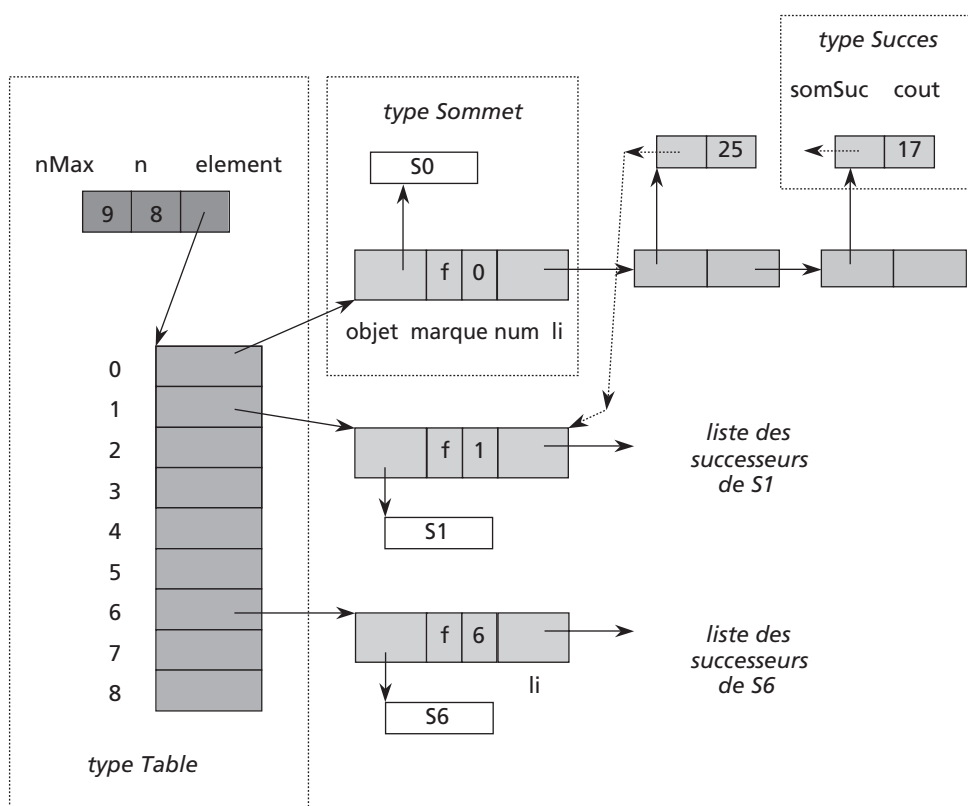 type Succes
somSuc cout
type Sommet
25
17
nMax n element
S0
9 8
f 0
objet marque num li
0
1
2
3
4
5
6
7
8
f 1
liste des
successeurs
de S1
S1
f 6
liste des
successeurs
de S6
li
S6
type Table